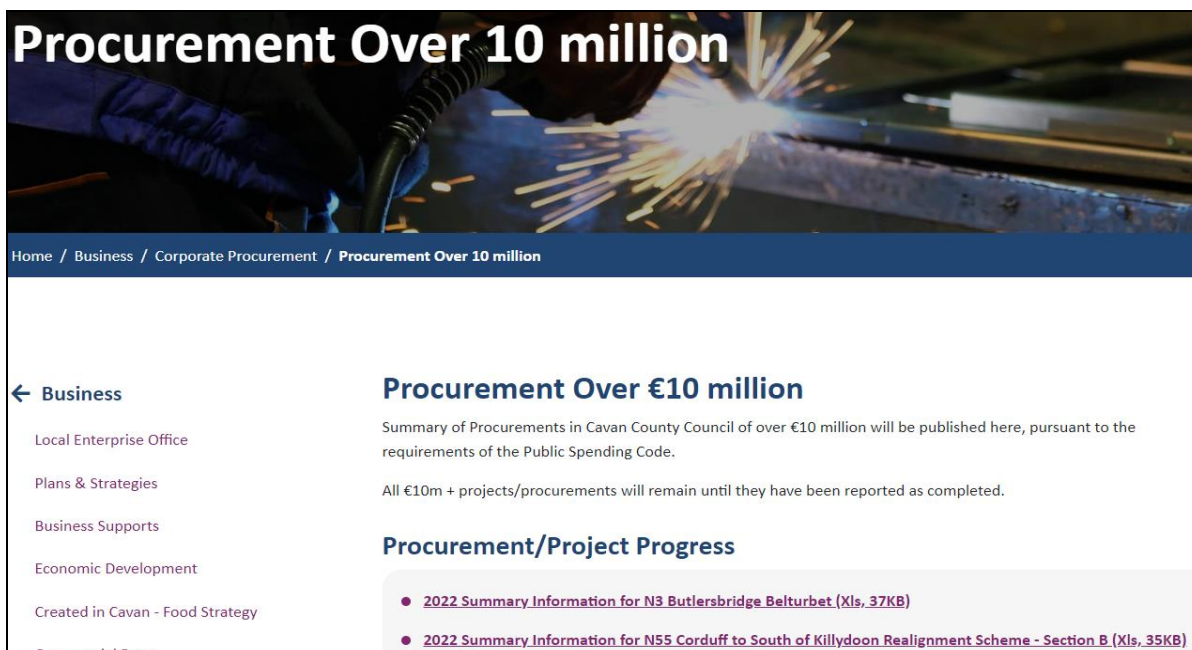 Procurement Over 10 million
Home / Business / Corporate Procurement / Procurement Over 10 million
← Business
Local Enterprise Office
Plans & Strategies
Business Supports
Economic Development
Created in Cavan - Food Strategy
Procurement Over €10 million
Summary of Procurements in Cavan County Council of over €10 million will be published here, pursuant to the
requirements of the Public Spending Code.
All €10m + projects/procurements will remain until they have been reported as completed.
Procurement/Project Progress
● 2022 Summary Information for N3 Butlersbridge Belturbet (Xls, 37KB)
● 2022 Summary Information for N55 Corduff to South of Killydoon Realignment Scheme - Section B (Xls, 35KB)